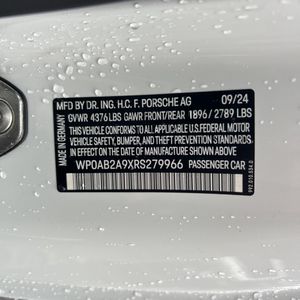 MFD BY DR. ING. H.C. F. PORSCHE AG 09/24
GVWR 4376 LBS GAWR FRONT/REAR 1896/ 2789 LBS
MADE IN GERMANY
THIS VEHICLE CONFORMS TO ALL APPLICABLE
FEDERAL MOTOR VEHICLE SAFETY
AND THEFT PREVENTION STANDARDS IN EFFECT
ON THE DATE OF MANUFACTURE SHOWN ABOVE.
WP0AB2A9XRS279966 PASSENGER CAR